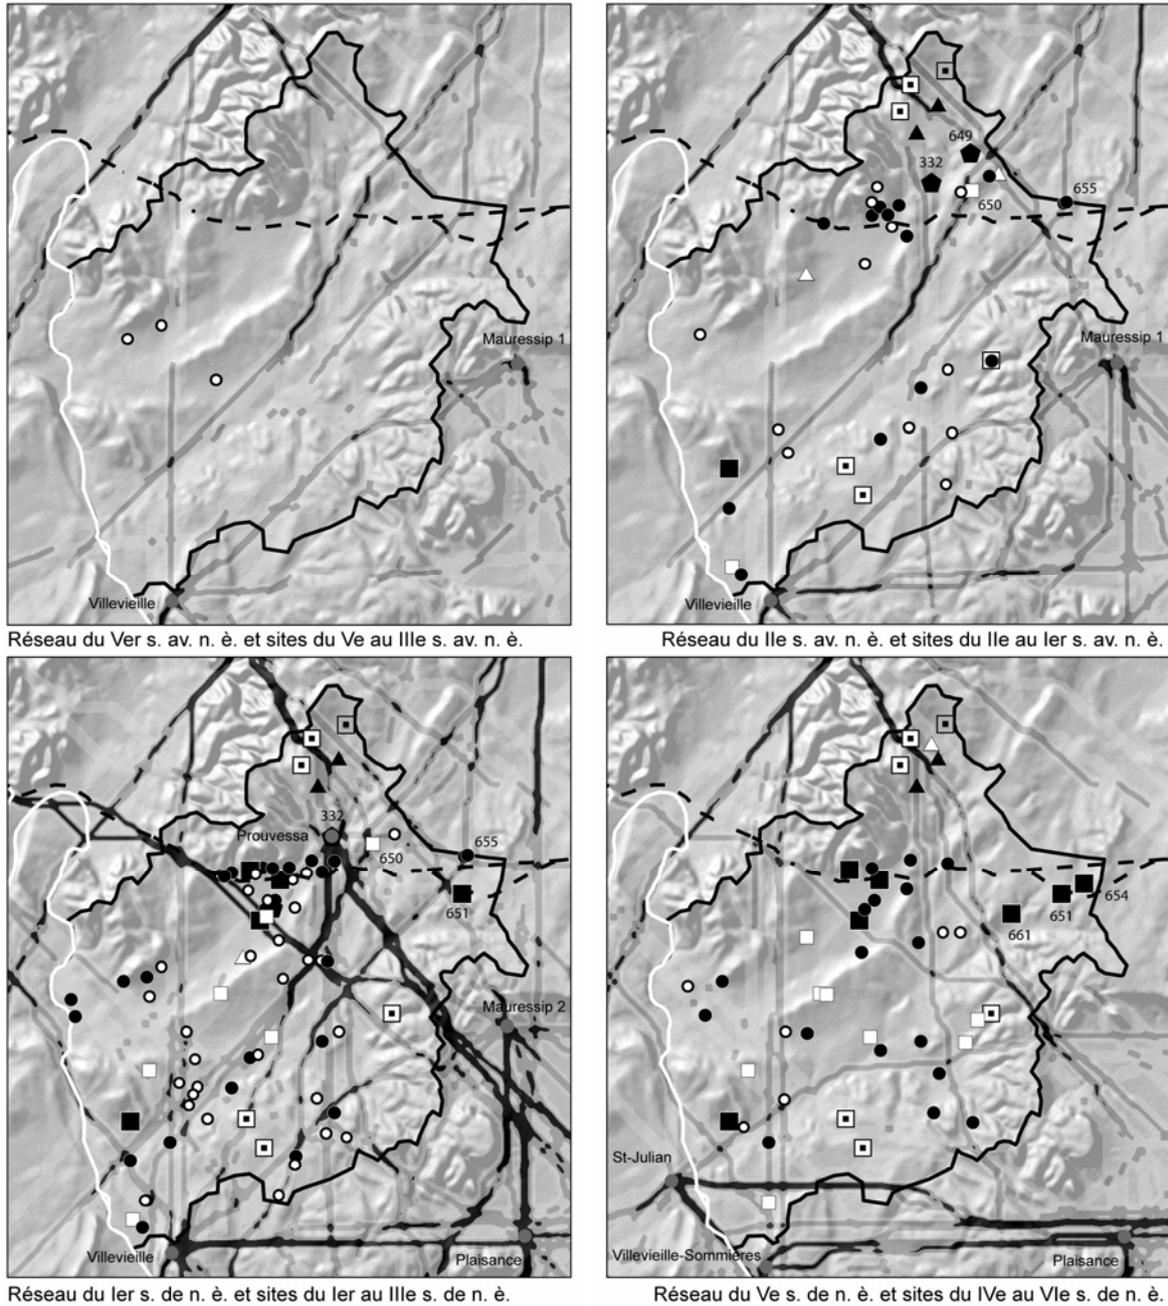 Mauressip 1
Villevieille
Réseau du Ver s. av. n. è. et sites du Ve au IIIe s. av. n. è.
649
332
655
650
Mauressip 1
Villevieille
Réseau du IIe s. av. n. è. et sites du IIe au Ier s. av. n. è.
332
Prouvessa
655
650
651
Mauressip 2
Villevieille
Plaisance
Réseau du Ier s. de n. è. et sites du Ier au IIIe s. de n. è.
654
651
661
St-Julian
Villevieille-Sommières
Plaisance
Réseau du Ve s. de n. è. et sites du IVe au VIe s. de n. è.